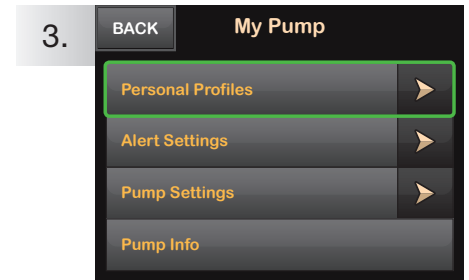 3.
BACK My Pump
Personal Profiles
Alert Settings
Pump Settings
Pump Info